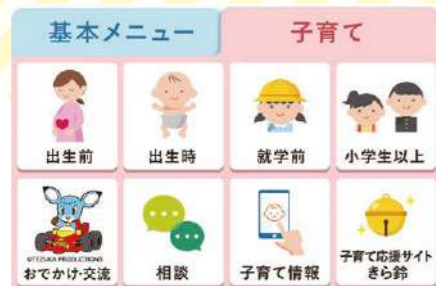 基本メニュー
子育て
出生前
出生時
就学前
小学生以上
©TEZUKA PRODUCTIONS
おでかけ・交流
相談
子育て情報
子育て応援サイト
きら鈴